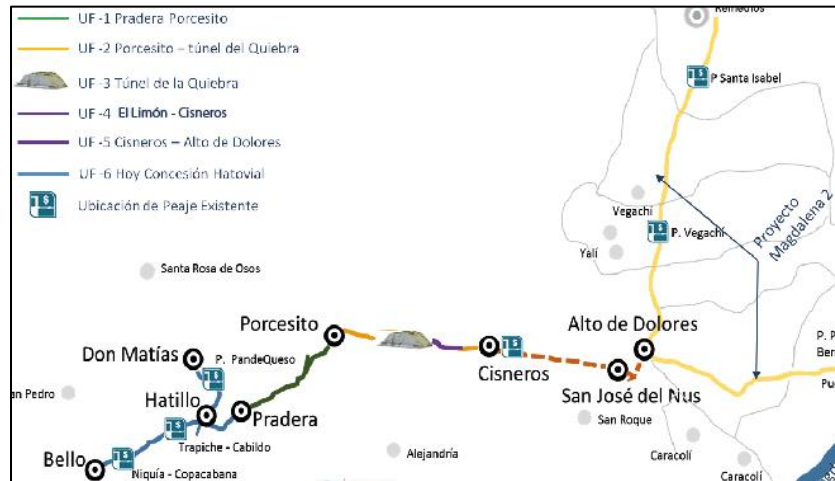 UF -1 Pradera Porcesito
UF -2 Porcesito – túnel del Quiebra
UF -3 Túnel de la Quiebra
UF -4 El Limón - Cisneros
UF -5 Cisneros – Alto de Dolores
UF -6 Hoy Concesión Hatovial
Ubicación de Peaje Existente
Remedios
P Santa Isabel
Vegachí
P. Vegachí
Yalí
Proyecto
Magdalena 2
Santa Rosa de Osos
Porcesito
Alto de Dolores
Don Matías
P. PandeQueso
Cisneros
San José del Nus
P. P
Ber
Pue
an Pedro
Hatillo
Pradera
San Roque
Trapiche - Cabildo
Alejandría
Caracolí
Caracolí
Bello
Niquía - Copacabana